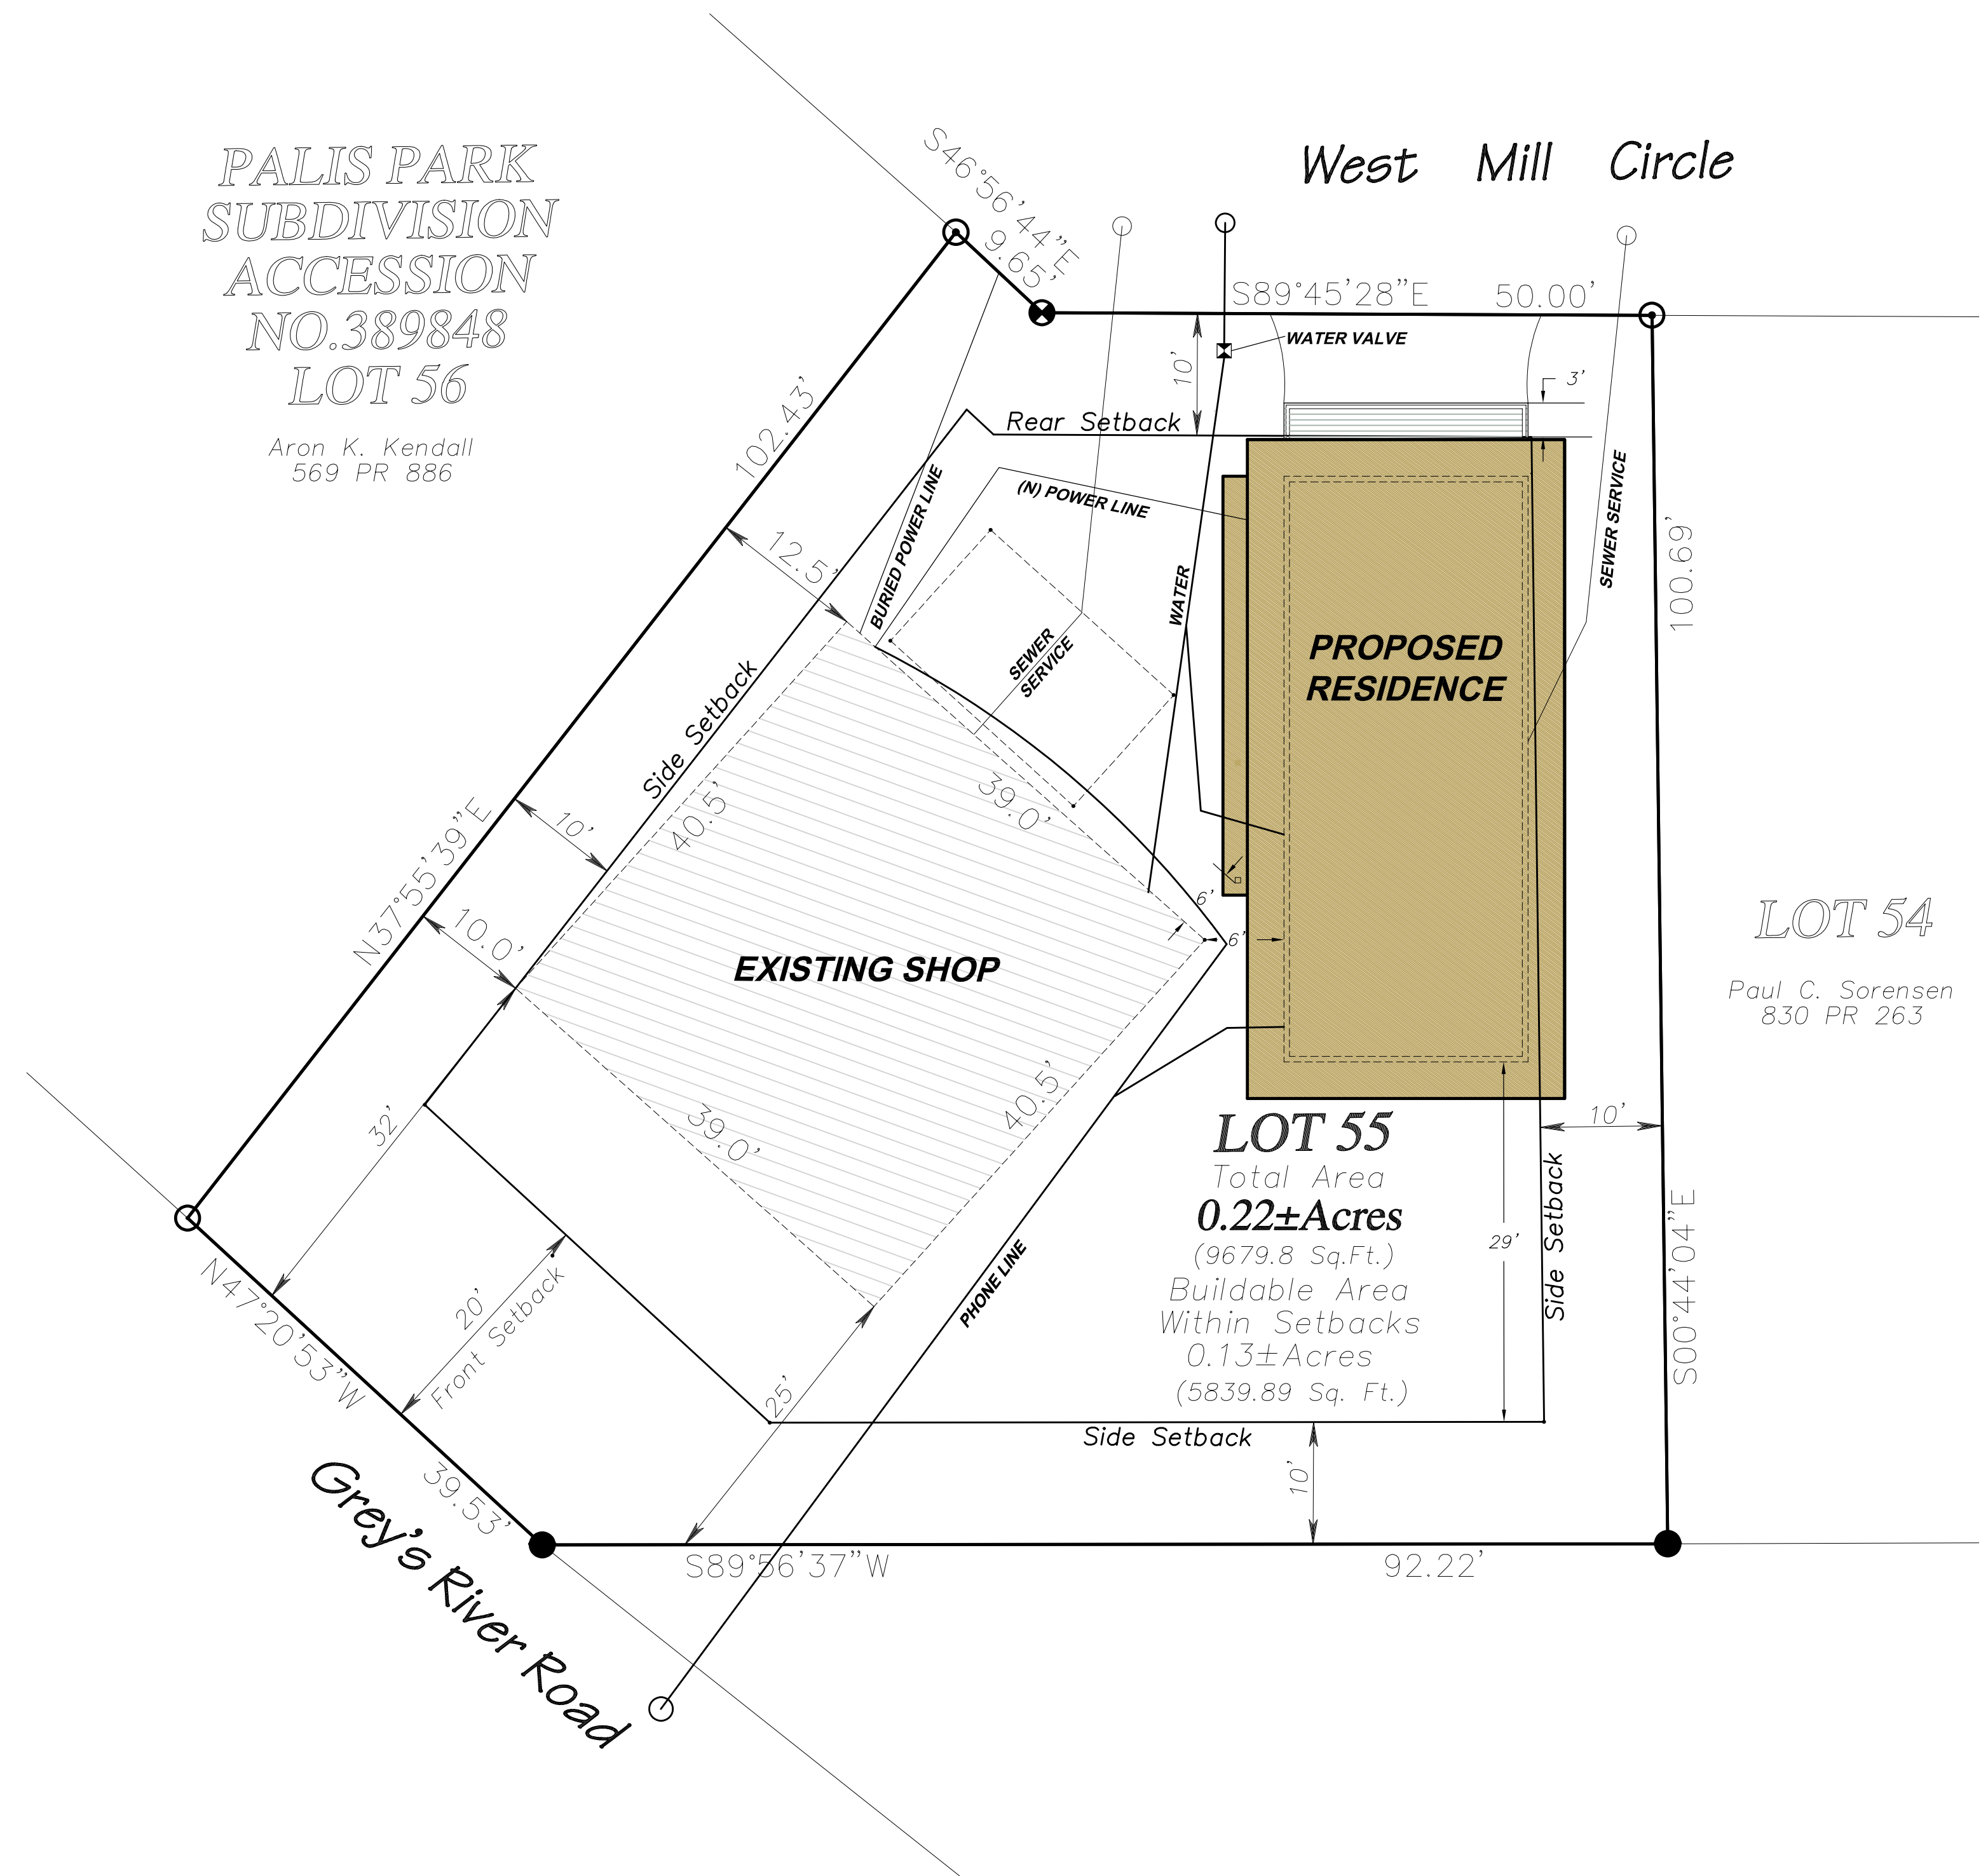 PALIS PARK
SUBDIVISION
ACCESSION
NO.389848
LOT 56
Aron K. Kendall
569 PR 886
S46°56'44"E
9.65'
West Mill Circle
S89°45'28"E 50.00'
WATER VALVE
10'
3'
Rear Setback
102.43'
12.5'
BURIED POWER LINE
(N) POWER LINE
WATER
SEWER
SERVICE
SEWER SERVICE
100.69'
PROPOSED
RESIDENCE
Side Setback
40.5'
39.0'
10'
N37°55'39"E
10.0'
6'
6'
EXISTING SHOP
LOT 54
Paul C. Sorensen
830 PR 263
32'
39.0'
40.5'
10'
LOT 55
Total Area
0.22±Acres
(9679.8 Sq.Ft.)
Buildable Area
Within Setbacks
0.13±Acres
(5839.89 Sq. Ft.)
29'
Side Setback
S00°44'04"E
N47°20'53"W
20'
Front Setback
PHONE LINE
25'
Side Setback
10'
39.53'
Grey's River Road
S89°56'37"W
92.22'